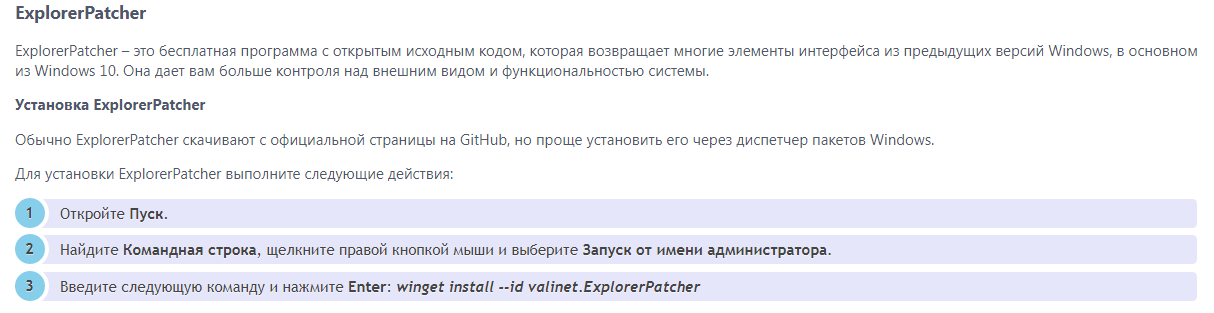 ExplorerPatcher
ExplorerPatcher – это бесплатная программа с открытым исходным кодом, которая возвращает многие элементы интерфейса из предыдущих версий Windows, в основном
из Windows 10. Она дает вам больше контроля над внешним видом и функциональностью системы.
Установка ExplorerPatcher
Обычно ExplorerPatcher скачивают с официальной страницы на GitHub, но проще установить его через диспетчер пакетов Windows.
Для установки ExplorerPatcher выполните следующие действия:
1 Откройте Пуск.
2 Найдите Командная строка, щелкните правой кнопкой мыши и выберите Запуск от имени администратора.
3 Введите следующую команду и нажмите Enter: winget install --id valinet.ExplorerPatcher